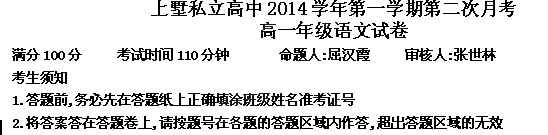 上墅私立高中2014学年第一学期第二次月考
高一年级语文试卷
满分100分 考试时间110分钟 命题人:屈汉霞 审核人:张世林
考生须知
1.答题前,务必先在答题纸上正确填涂班级姓名准考证号
2.将答案答在答题卷上,请按题号在各题的答题区域内作答,超出答题区域的无效